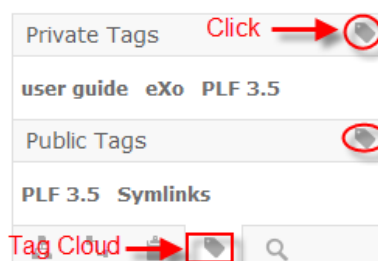 Private Tags Click
user guide eXo PLF 3.5
Public Tags
PLF 3.5 Symlinks
Tag Cloud